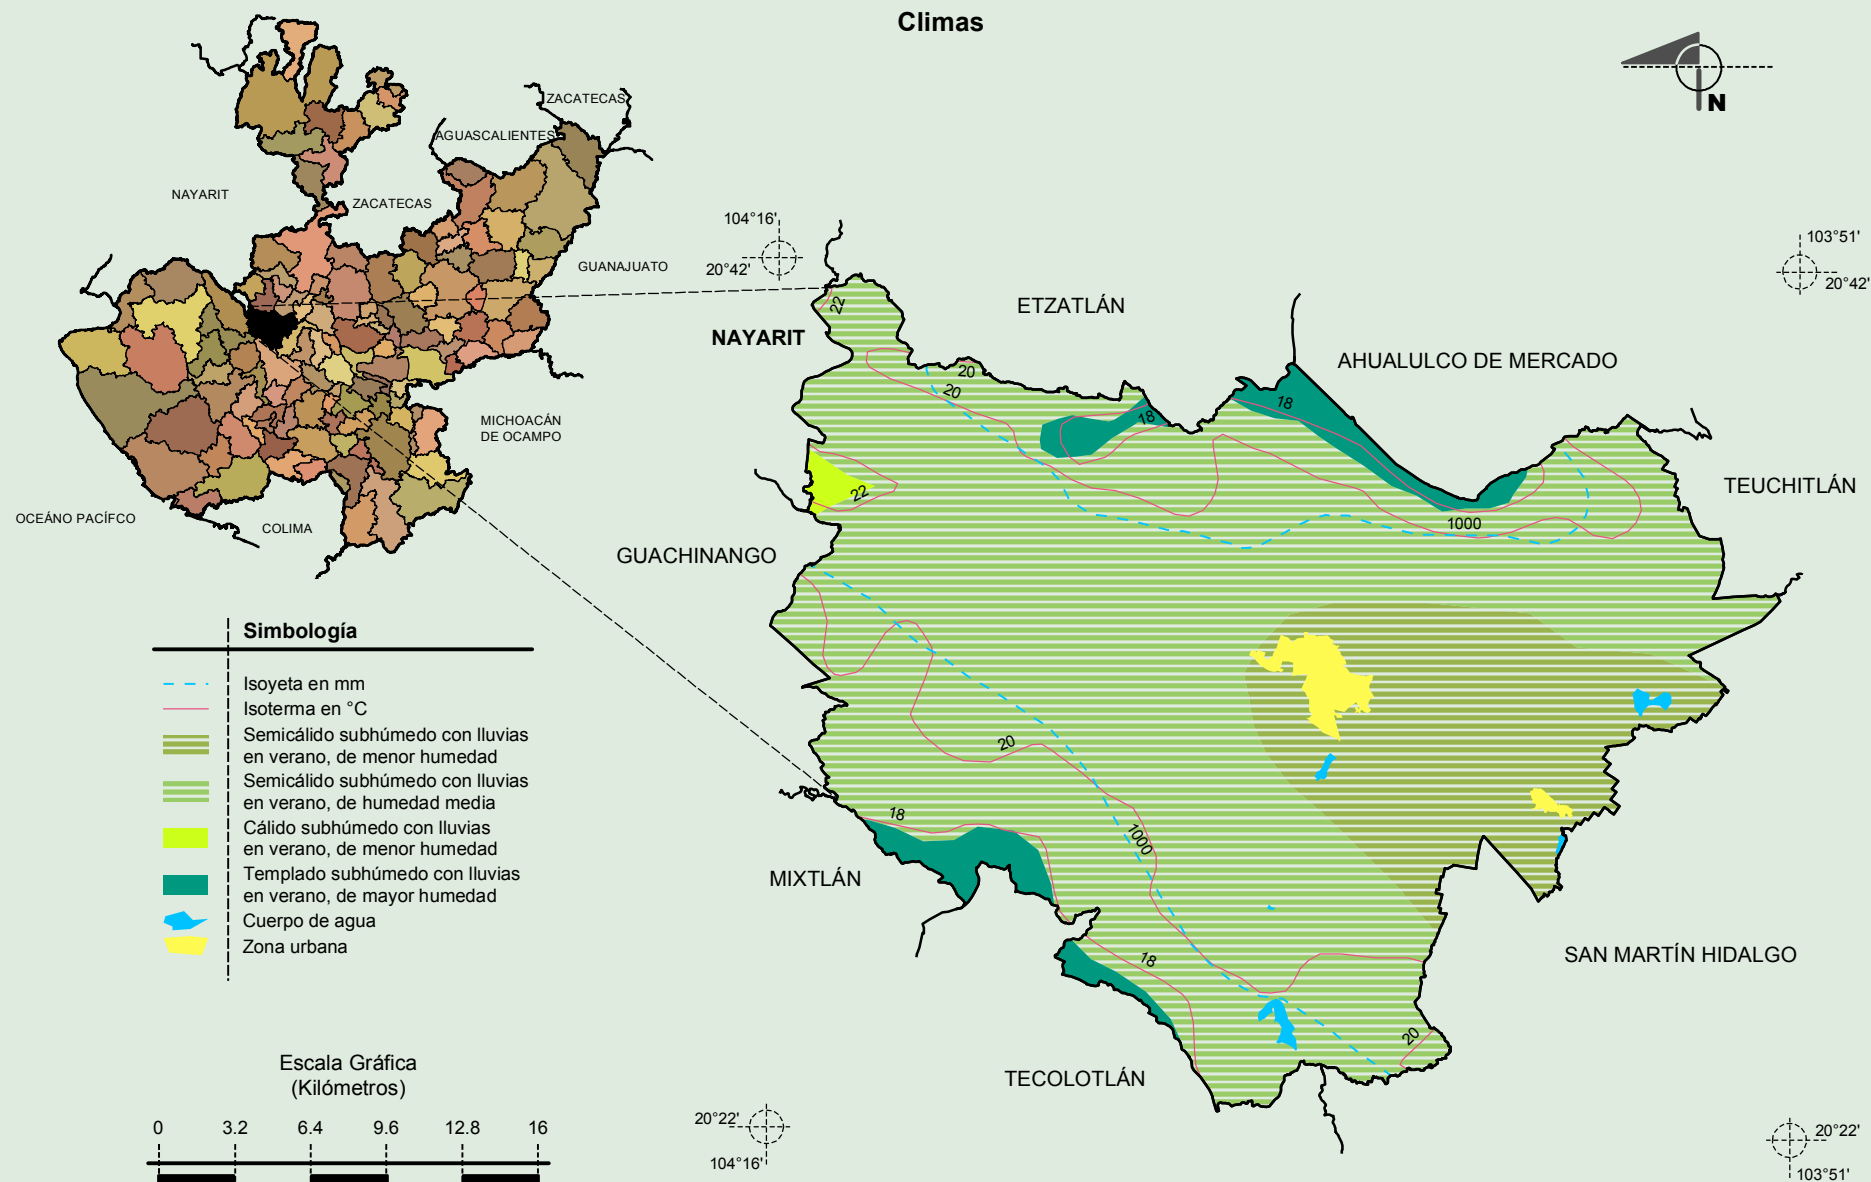 Climas
N
ZACATECAS
AGUASCALIENTES
NAYARIT
ZACATECAS
GUANAJUATO
MICHOACÁN
DE OCAMPO
OCEÁNO PACÍFCO
COLIMA
104°16'
20°42'
103°51'
20°42'
ETZATLÁN
NAYARIT
AHUALULCO DE MERCADO
TEUCHITLÁN
GUACHINANGO
MIXTLÁN
SAN MARTÍN HIDALGO
TECOLOTLÁN
22
20
20
18
18
22
1000
20
18
1000
18
20
Simbología
Isoyeta en mm
Isoterma en °C
Semicálido subhúmedo con lluvias
en verano, de menor humedad
Semicálido subhúmedo con lluvias
en verano, de humedad media
Cálido subhúmedo con lluvias
en verano, de menor humedad
Templado subhúmedo con lluvias
en verano, de mayor humedad
Cuerpo de agua
Zona urbana
Escala Gráfica
(Kilómetros)
0 3.2 6.4 9.6 12.8 16
20°22'
104°16'
20°22'
103°51'